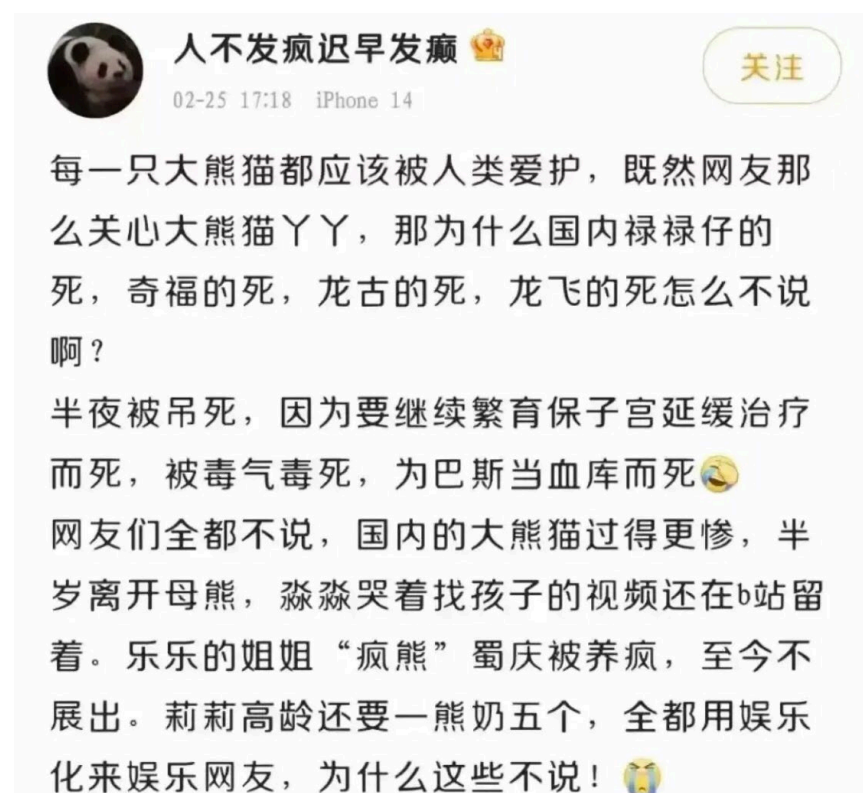 人不发疯迟早发癫
关注
02-25 17:18 iPhone 14
每一只大熊猫都应该被人类爱护，既然网友那
么关心大熊猫丫丫，那为什么国内禄禄仔的
死，奇福的死，龙古的死，龙飞的死怎么不说
啊？
半夜被吊死，因为要继续繁育保子宫延缓治疗
而死，被毒气毒死，为巴斯当血库而死
网友们全都不说，国内的大熊猫过得更惨，半
岁离开母熊，淼淼哭着找孩子的视频还在b站留
着。乐乐的姐姐“疯熊”蜀庆被养疯，至今不
展出。莉莉高龄还要一熊奶五个，全都用娱乐
化来娱乐网友，为什么这些不说！